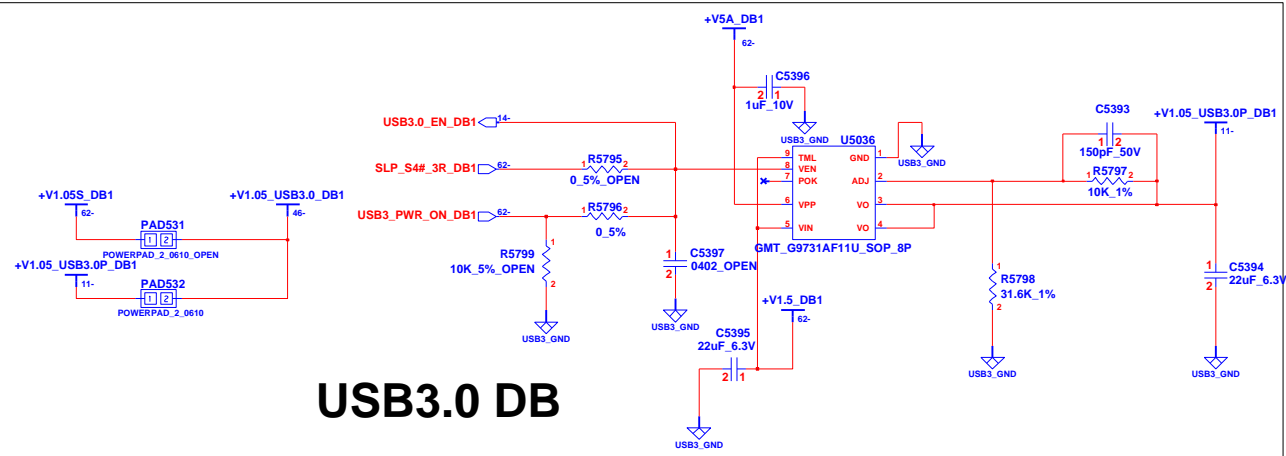 +V5A_DB1
62-
C5396
2 1
1uF_10V
USB3_GND
USB3.0_EN_DB1 14-
SLP_S4#_3R_DB1 62-
R5795
1 2
0_5%_OPEN
USB3_PWR_ON_DB1 62-
R5796
1 2
0_5%
R5799
1
10K_5%_OPEN
2
USB3_GND
C5397
1
0402_OPEN
2
USB3_GND
U5036
9 TML GND 1
8 VEN
7 POK ADJ 2
6 VPP VO 3
5 VIN VO 4
GMT_G9731AF11U_SOP_8P
USB3_GND
C5393
1 2
150pF_50V
R5797
1 2
10K_1%
+V1.05_USB3.0P_DB1
11-
R5798
1
31.6K_1%
2
USB3_GND
C5394
1
22uF_6.3V
2
USB3_GND
+V1.5_DB1
62-
C5395
22uF_6.3V
2 1
USB3_GND
+V1.05S_DB1
62-
+V1.05_USB3.0_DB1
46-
PAD531
1 2
POWERPAD_2_0610_OPEN
+V1.05_USB3.0P_DB1
11-
PAD532
1 2
POWERPAD_2_0610
USB3.0 DB